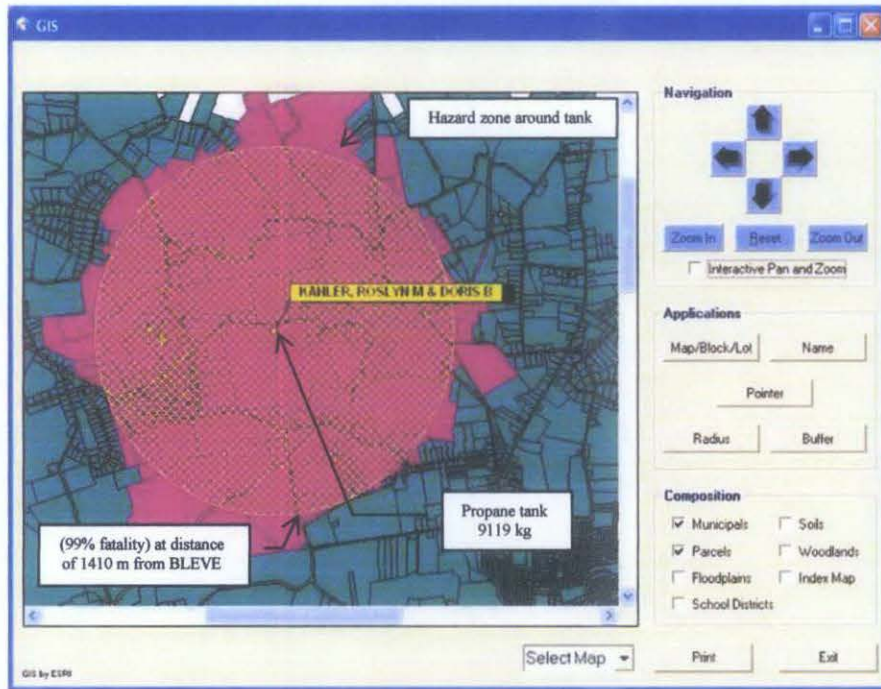 GIS
Hazard zone around tank
KAHLER, ROSLYN M & DORIS B
Propane tank
9119 kg
(99% fatality) at distance
of 1410 m from BLEVE
Navigation
Zoom In
Reset
Zoom Out
Interactive Pan and Zoom
Applications
Map/Block/Lot
Name
Pointer
Radius
Buffer
Composition
Municipals
Soils
Parcels
Woodlands
Floodplains
Index Map
School Districts
Select Map
Print
Exit
GIS by ESRI